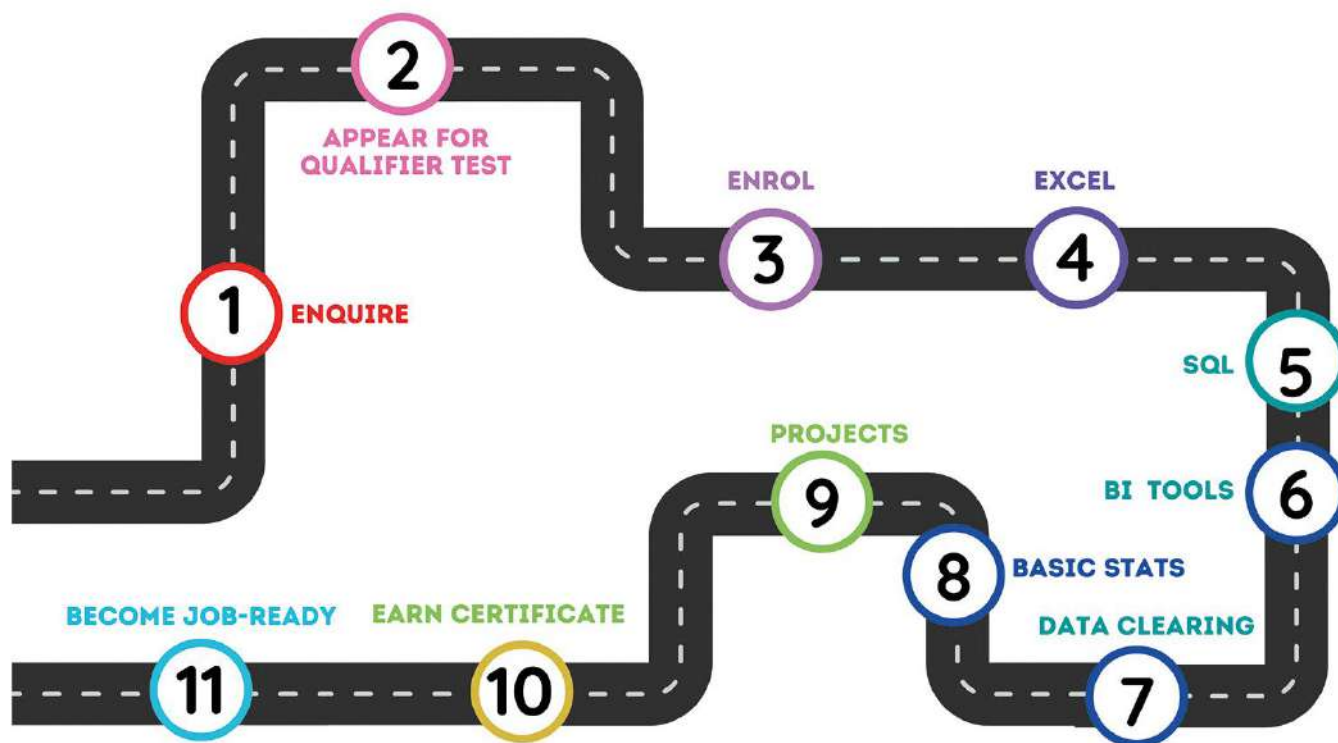 1
ENQUIRE
2
APPEAR FOR
QUALIFIER TEST
3
ENROL
4
EXCEL
5
SQL
6
BI TOOLS
7
DATA CLEARING
8
BASIC STATS
9
PROJECTS
10
EARN CERTIFICATE
11
BECOME JOB-READY